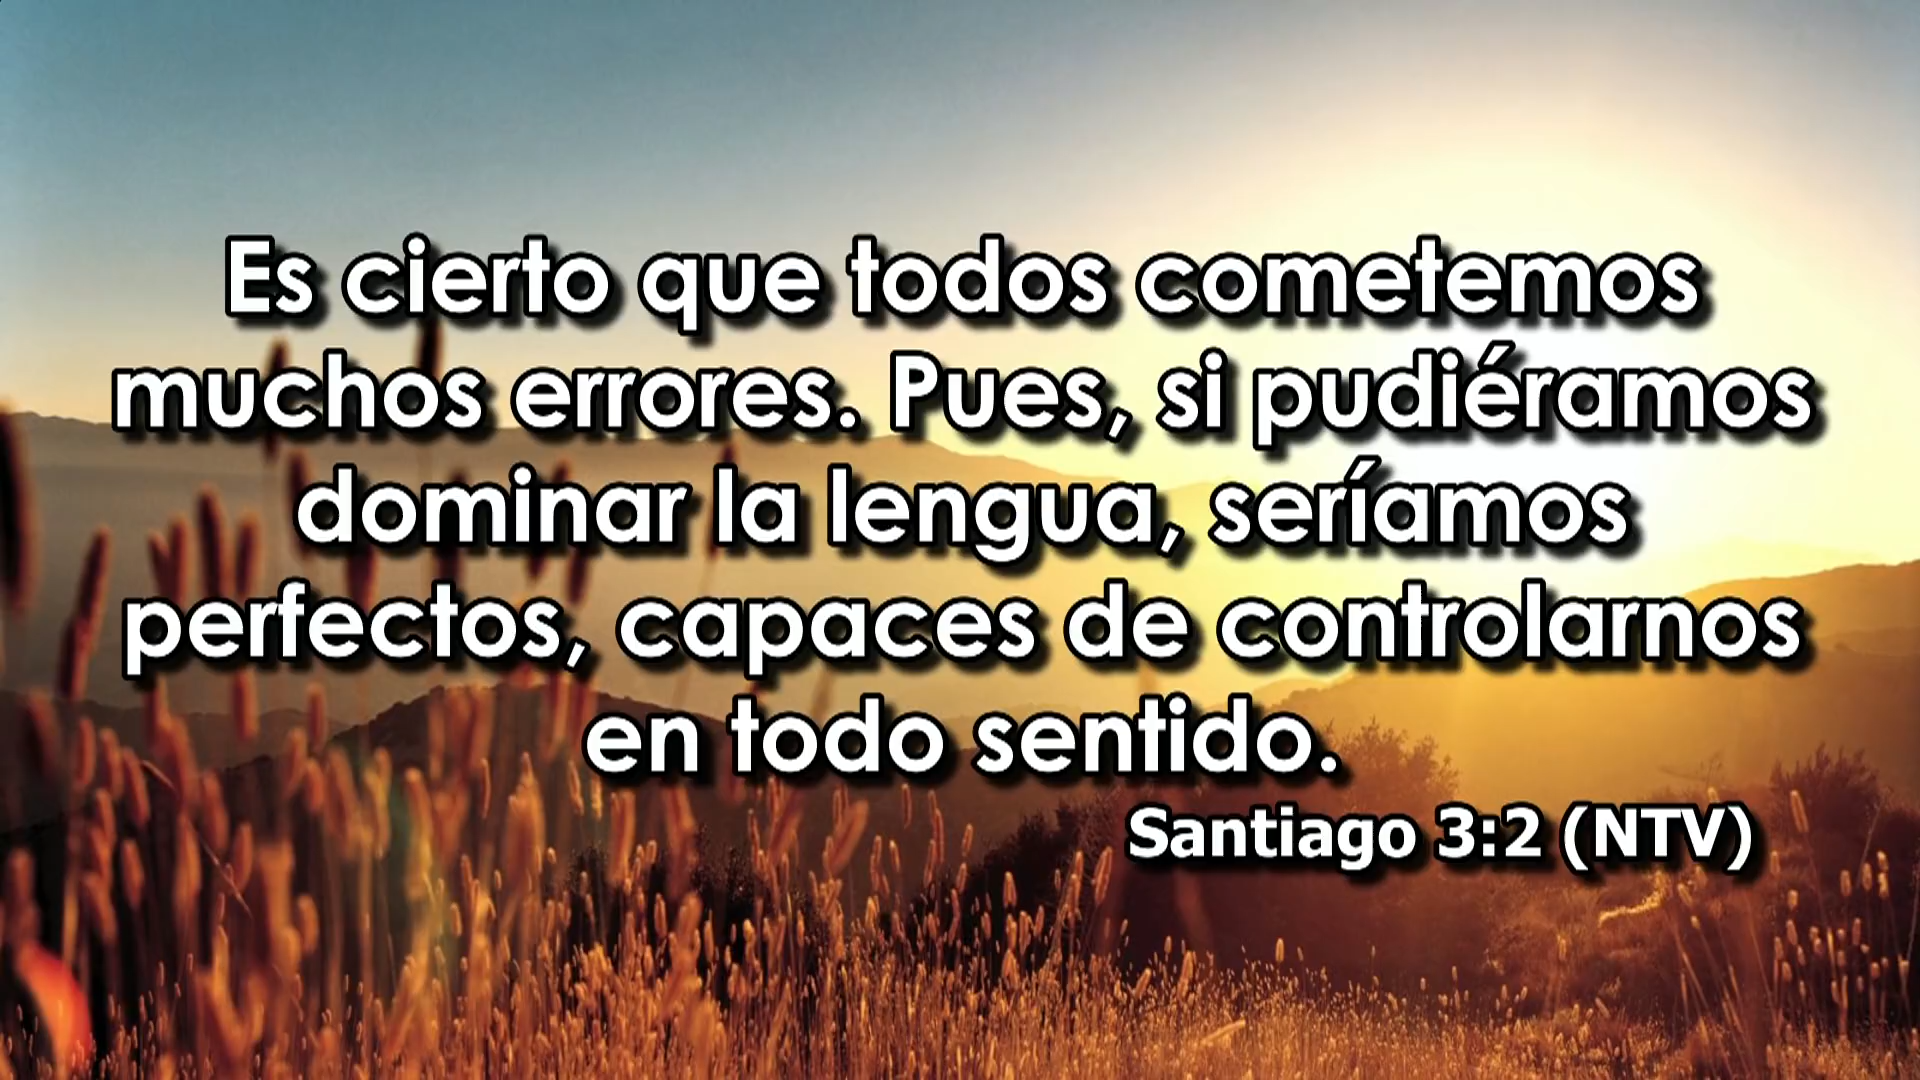 Es cierto que todos cometemos
muchos errores. Pues, si pudiéramos
dominar la lengua, seríamos
perfectos, capaces de controlarnos
en todo sentido.
Santiago 3:2 (NTV)